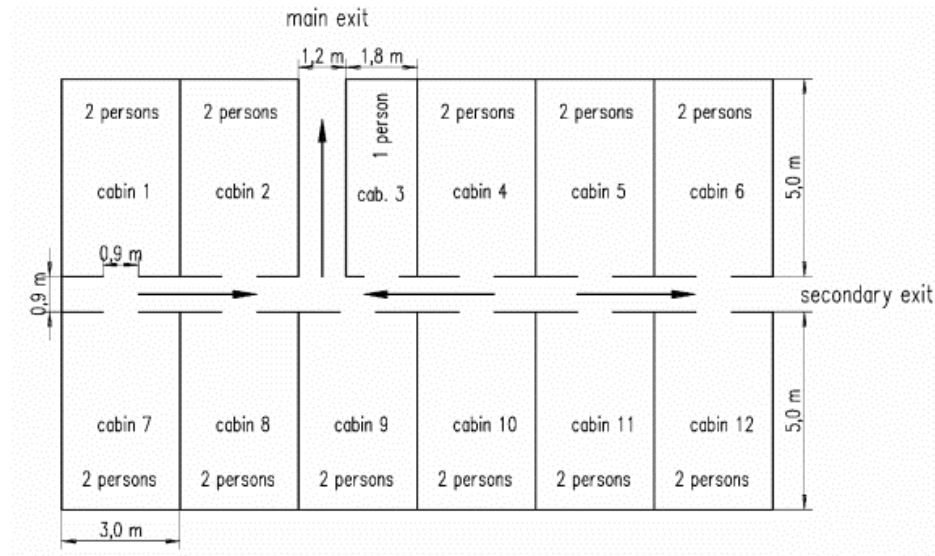 main exit
1,2 m
1,8 m
2 persons
2 persons
1 person
2 persons
2 persons
2 persons
cabin 1
cabin 2
cab. 3
cabin 4
cabin 5
cabin 6
5,0 m
0,9 m
0,9 m
secondary exit
cabin 7
cabin 8
cabin 9
cabin 10
cabin 11
cabin 12
5,0 m
2 persons
2 persons
2 persons
2 persons
2 persons
2 persons
3,0 m